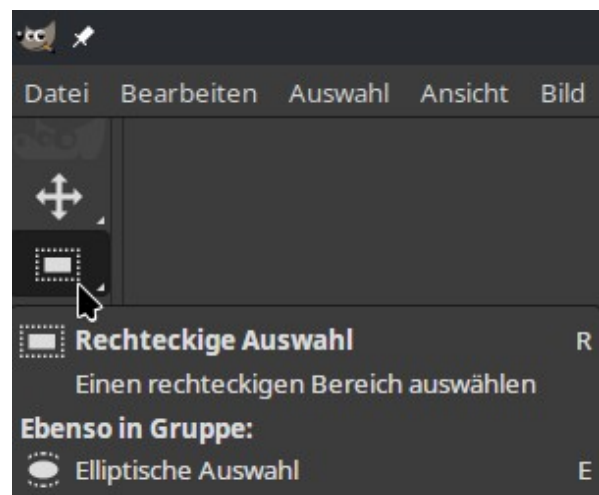 Datei Bearbeiten Auswahl Ansicht Bild
Rechteckige Auswahl R
Einen rechteckigen Bereich auswählen
Ebenso in Gruppe:
Elliptische Auswahl E